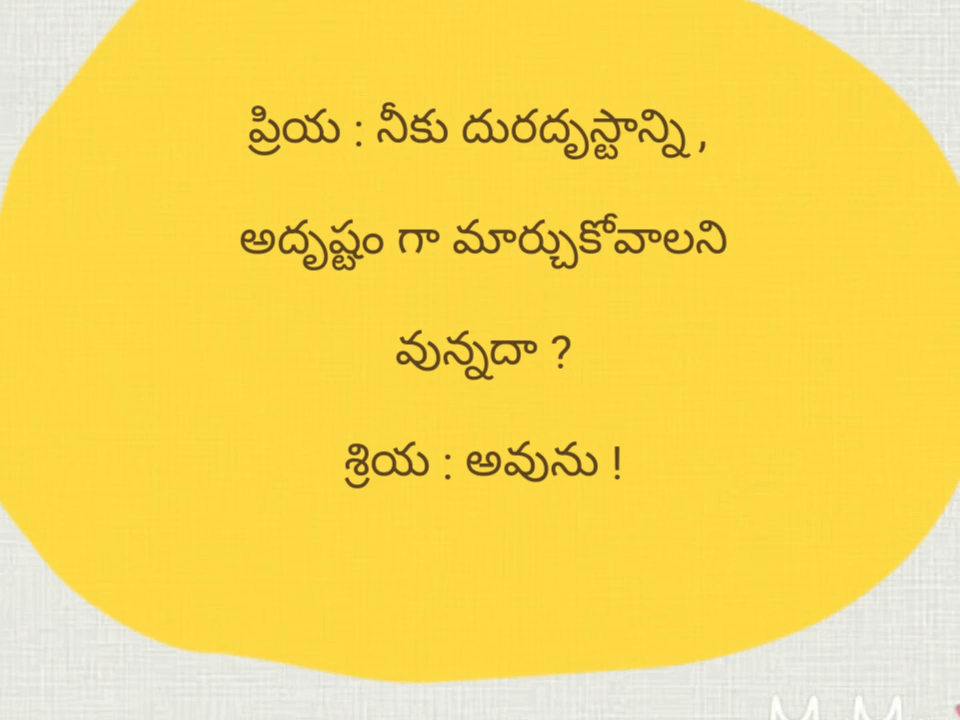 ప్రియ : నీకు దురదృస్టాన్ని ,
అదృష్టం గా మార్చుకోవాలని
వున్నదా ?
శ్రియ : అవును !